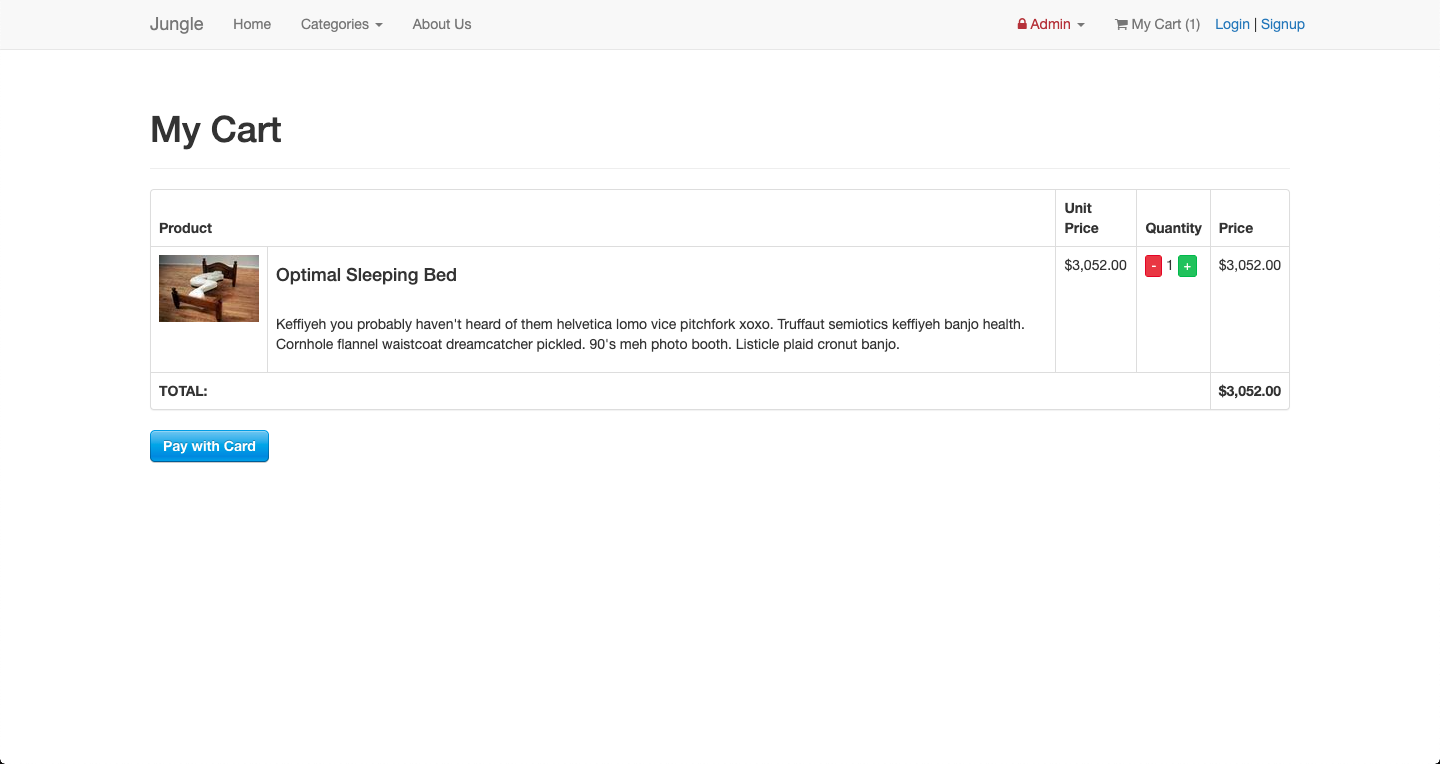 Jungle Home Categories About Us Admin My Cart (1) Login | Signup
My Cart
Product Unit Price Quantity Price
Optimal Sleeping Bed $3,052.00 - 1 + $3,052.00
Keffiyeh you probably haven't heard of them helvetica lomo vice pitchfork xoxo. Truffaut semiotics keffiyeh banjo health.
Cornhole flannel waistcoat dreamcatcher pickled. 90's meh photo booth. Listicle plaid cronut banjo.
TOTAL: $3,052.00
Pay with Card